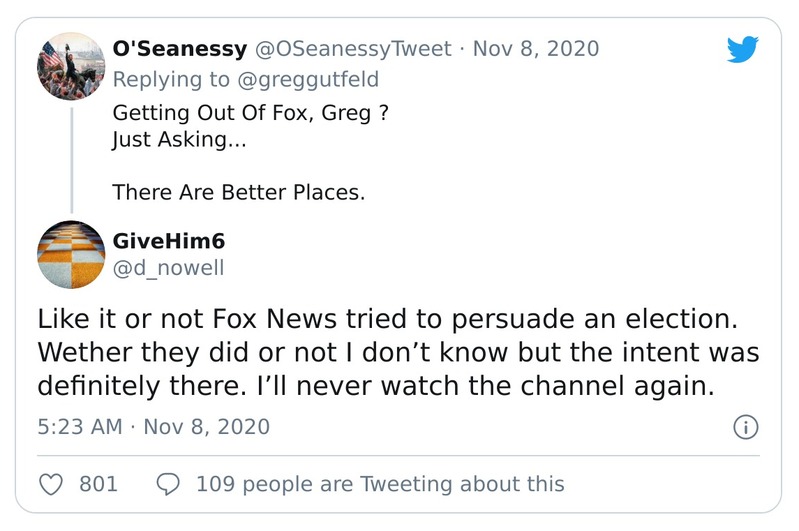 O'Seanessy @OSeanessyTweet · Nov 8, 2020
Replying to @greggutfeld
Getting Out Of Fox, Greg ?
Just Asking...
There Are Better Places.
GiveHim6
@d_nowell
Like it or not Fox News tried to persuade an election.
Wether they did or not I don’t know but the intent was
definitely there. I’ll never watch the channel again.
5:23 AM · Nov 8, 2020
801 109 people are Tweeting about this